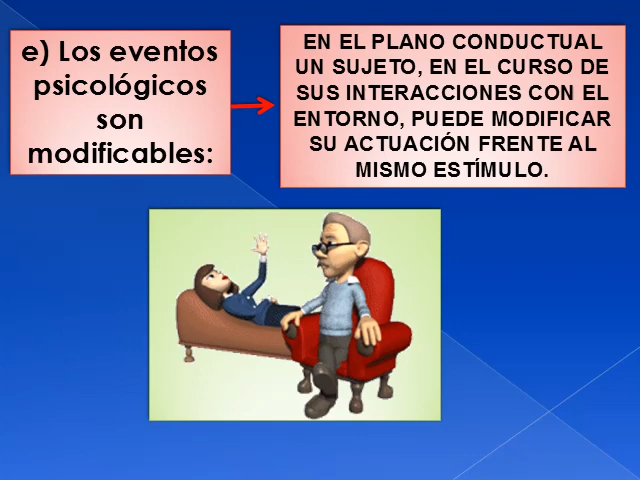 e) Los eventos
psicológicos
son
modificables:
EN EL PLANO CONDUCTUAL
UN SUJETO, EN EL CURSO DE
SUS INTERACCIONES CON EL
ENTORNO, PUEDE MODIFICAR
SU ACTUACIÓN FRENTE AL
MISMO ESTÍMULO.